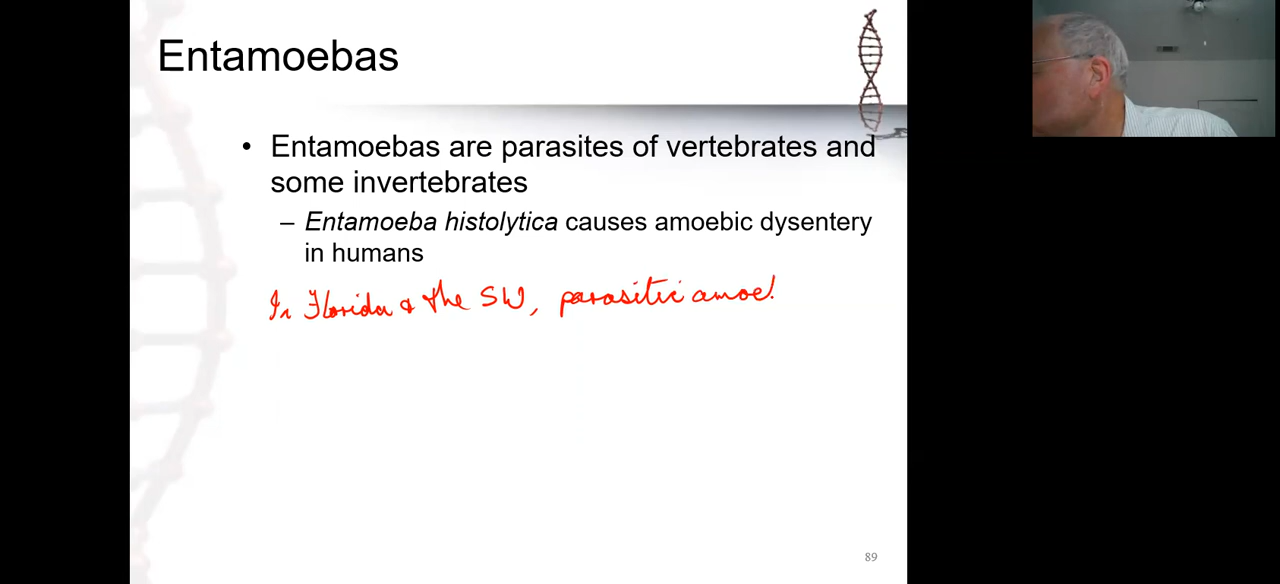 Entamoebas
• Entamoebas are parasites of vertebrates and
some invertebrates
– Entamoeba histolytica causes amoebic dysentery
in humans
In Florida & the SW, parasitic amoe
89